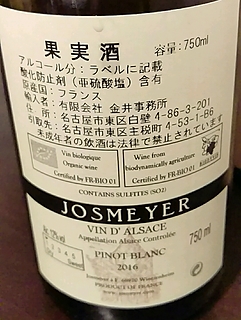 果実酒 容量:750ml
アルコール分:ラベルに記載
酸化防止剤(亜硫酸塩)含有
原産国:フランス
輸入者:有限会社 金井事務所
住所:名古屋市東区白壁4-86-3-201
引取先:名古屋市東区主税町4-53-1-B6
未成年者の飲酒は法律で禁止されています
Vin biologique
Organic wine
Certified by FR-BIO 01
Wine from
biodynamically agriculture
Certified by FR-BIO 01
CONTAINS SULFITES (SO2)
JOSMEYER
VIN D'ALSACE
Appellation Alsace Contrôlée
750 ml
PINOT BLANC
2016
PRODUCT OF FRANCE